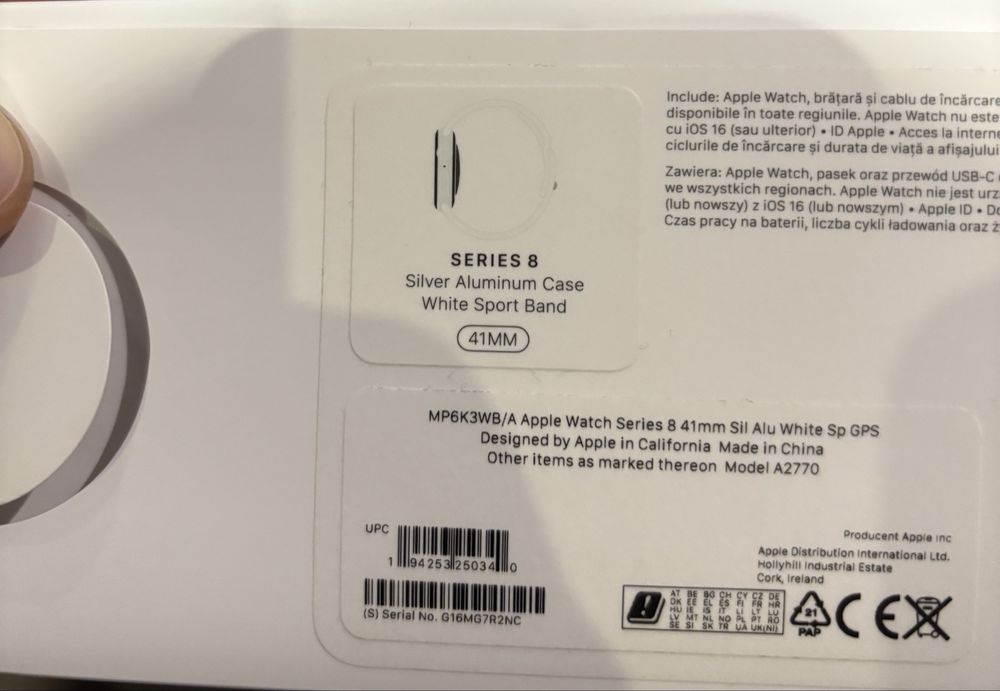 Include: Apple Watch, brățară și cablu de încărcare
disponibile în toate regiunile. Apple Watch nu este
cu iOS 16 (sau ulterior) • ID Apple • Acces la interne
ciclurile de încărcare și durata de viață a afișajului
Zawiera: Apple Watch, pasek oraz przewód USB-C
we wszystkich regionach. Apple Watch nie jest urz
(lub nowszy) z iOS 16 (lub nowszym) • Apple ID • Do
Czas pracy na baterii, liczba cykli ładowania oraz ż
SERIES 8
Silver Aluminum Case
White Sport Band
41MM
MP6K3WB/A Apple Watch Series 8 41mm Sil Alu White Sp GPS
Designed by Apple in California Made in China
Other items as marked thereon Model A2770
UPC
1 94253 25034 0
(S) Serial No. G16MG7R2NC
Producent Apple Inc
Apple Distribution International Ltd.
Hollyhill Industrial Estate
Cork, Ireland
AT BE BG CH CY CZ DE
DK EE EL ES FI FR HR
HU IE IS IT LI LT LU
LV MT NL NO PL PT RO
SE SI SK TR UA UK(NI)
21
PAP
CE